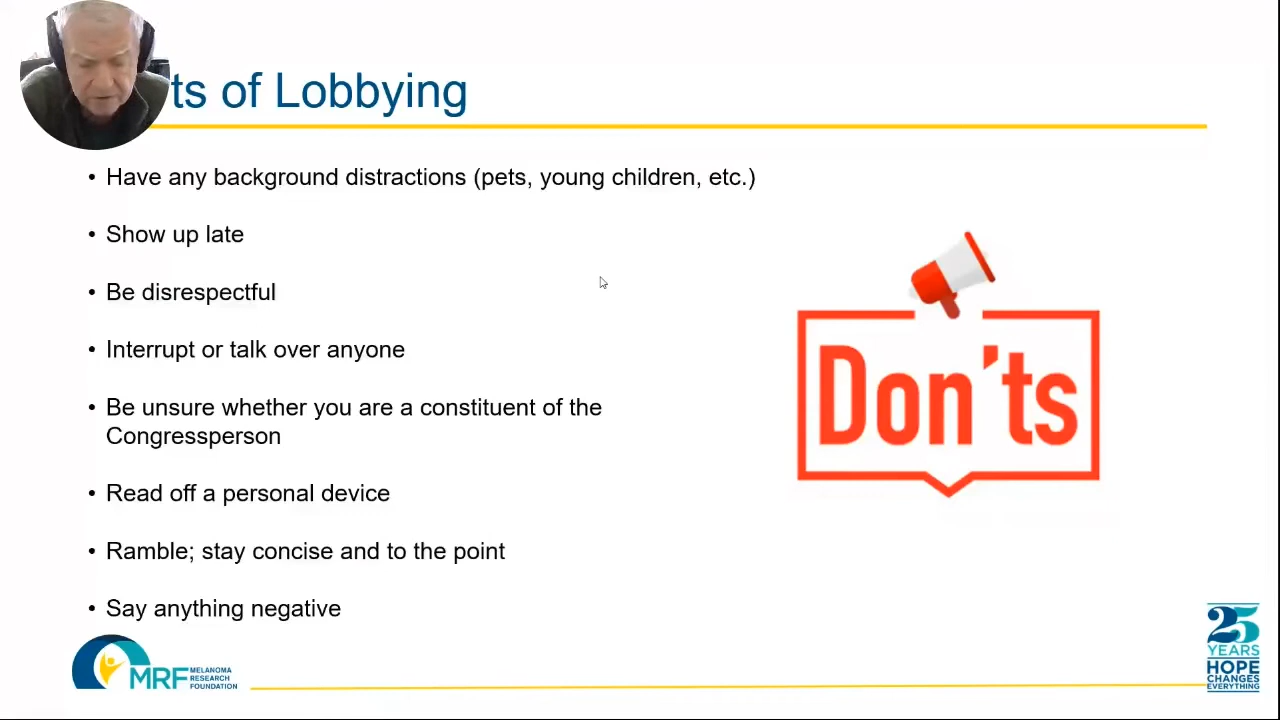 ts of Lobbying
• Have any background distractions (pets, young children, etc.)
• Show up late
• Be disrespectful
• Interrupt or talk over anyone
• Be unsure whether you are a constituent of the
Congressperson
• Read off a personal device
• Ramble; stay concise and to the point
• Say anything negative
Don'ts
MRF MELANOMA
RESEARCH
FOUNDATION
25
YEARS
HOPE
CHANGES
EVERYTHING